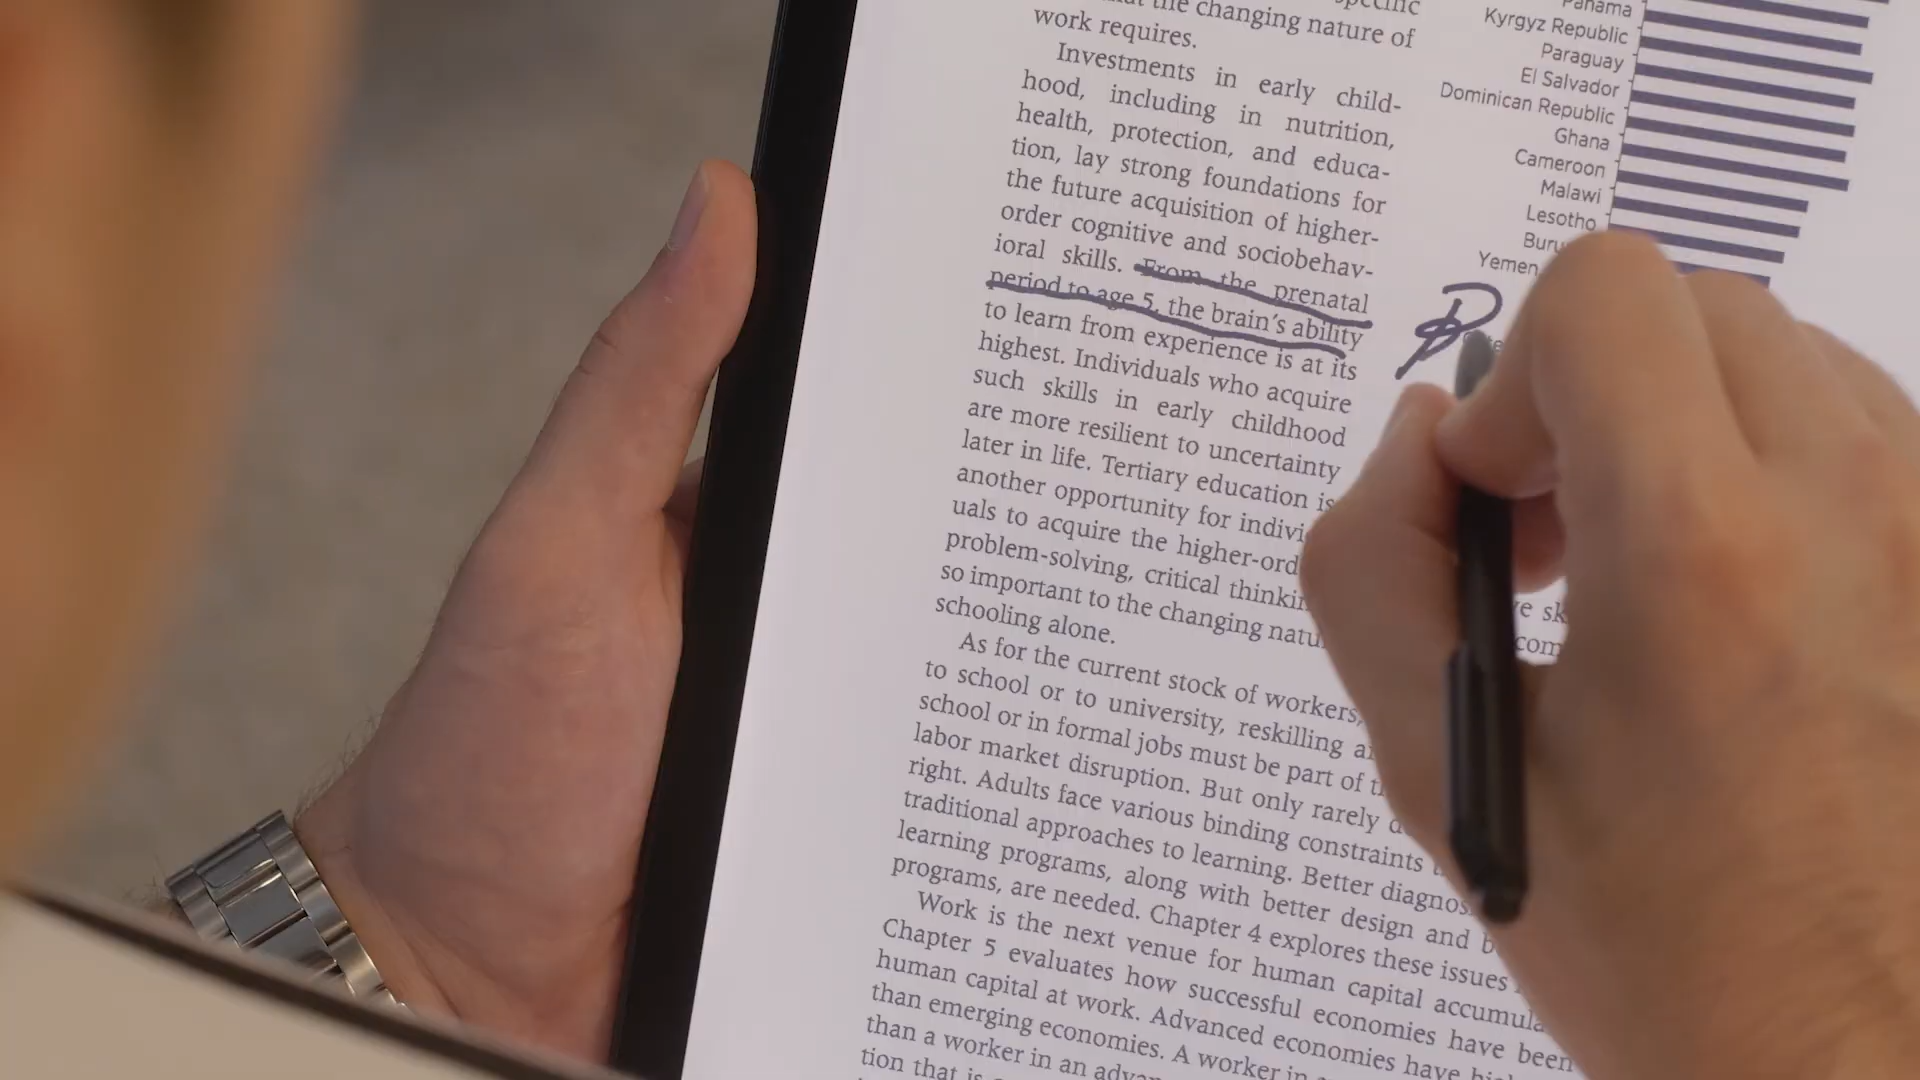 the changing nature of
work requires.
Investments in early child-
hood, including in nutrition,
health, protection, and educa-
tion, lay strong foundations for
the future acquisition of higher-
order cognitive and sociobehav-
ioral skills. From the prenatal
period to age 5, the brain's ability
to learn from experience is at its
highest. Individuals who acquire
such skills in early childhood
are more resilient to uncertainty
later in life. Tertiary education is
another opportunity for
uals to acquire the
problem-solving, critical
so important to the changing
schooling alone.
As for the current stock of workers,
to school or to university, reskilling
school or in formal jobs must be part of
labor market disruption. But only rarely
right. Adults face various binding constraints
traditional approaches to learning. Better
learning programs, along with better design and
programs, are needed. Chapter 4 explores these issues
Work is the next venue for human capital
Chapter 5 evaluates how successful economies have been
human capital at work. Advanced economies have
than emerging economies. A worker in
than a worker in an
tion that is
Panama
Kyrgyz Republic
Paraguay
El Salvador
Dominican Republic
Ghana
Cameroon
Malawi
Lesotho
Yemen